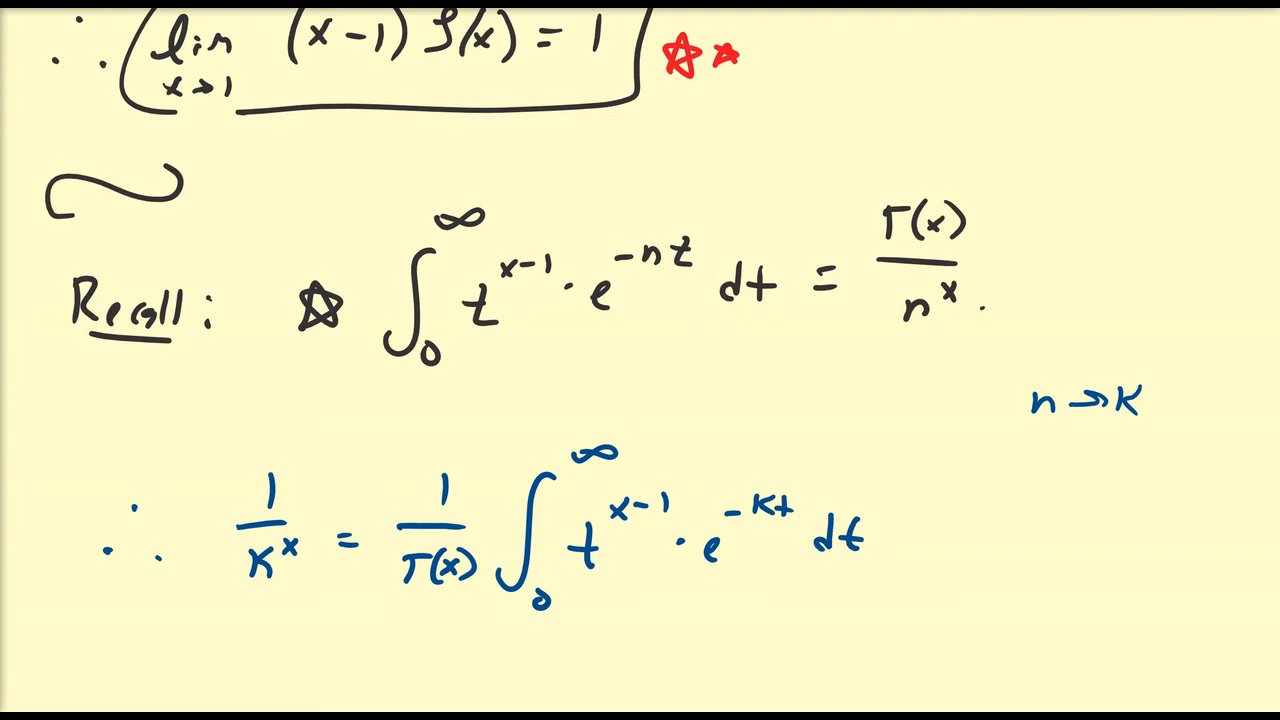 ∴ lim_{x→1} (x-1) ζ(x) = 1 ☆☆
Recall: ☆ ∫_0^∞ t^{x-1} · e^{-nt} dt = Γ(x)/n^x.
n → k
∴ 1/k^x = 1/Γ(x) ∫_0^∞ t^{x-1} · e^{-kt} dt